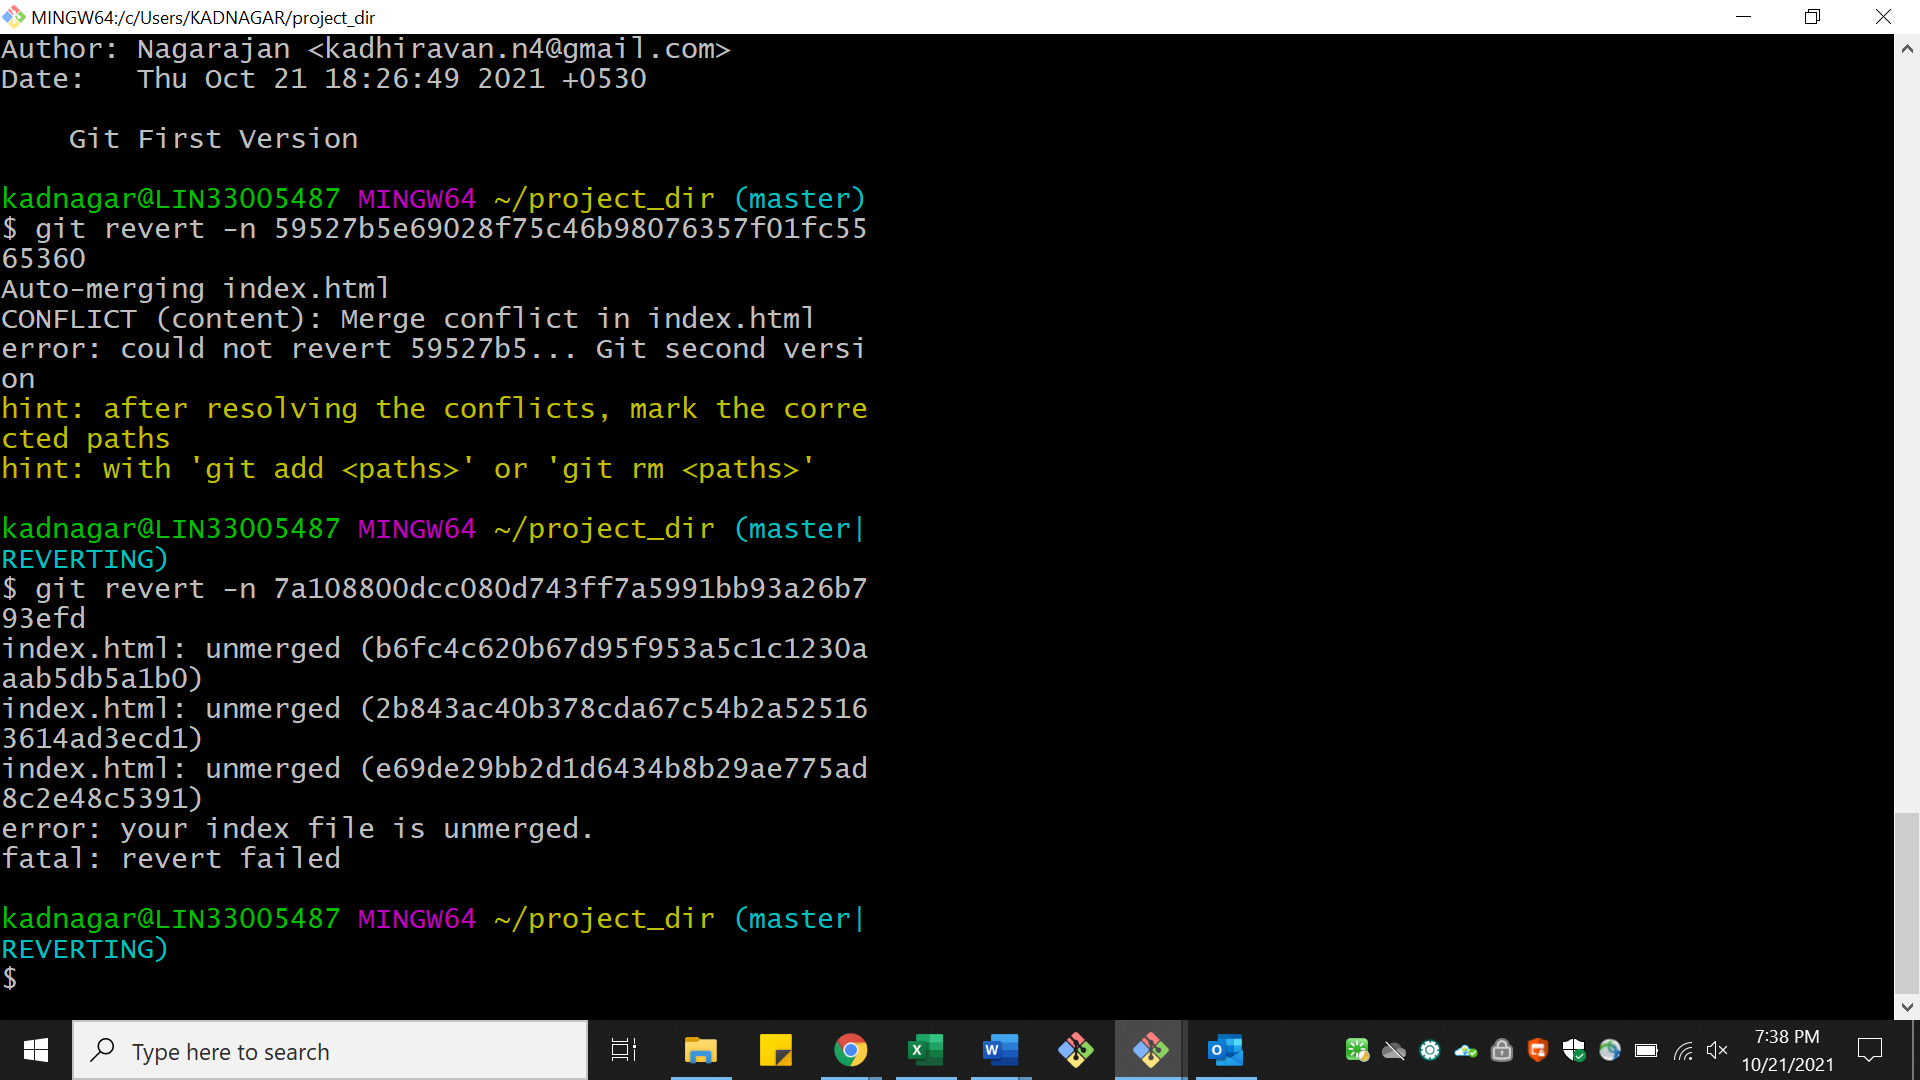 MINGW64:/c/Users/KADNAGAR/project_dir
Author: Nagarajan <kadhiravan.n4@gmail.com>
Date:   Thu Oct 21 18:26:49 2021 +0530
    Git First Version
kadnagar@LIN33005487 MINGW64 ~/project_dir (master)
$ git revert -n 59527b5e69028f75c46b98076357f01fc55
65360
Auto-merging index.html
CONFLICT (content): Merge conflict in index.html
error: could not revert 59527b5... Git second versi
on
hint: after resolving the conflicts, mark the corre
cted paths
hint: with 'git add <paths>' or 'git rm <paths>'
kadnagar@LIN33005487 MINGW64 ~/project_dir (master|
REVERTING)
$ git revert -n 7a108800dcc080d743ff7a5991bb93a26b7
93efd
index.html: unmerged (b6fc4c620b67d95f953a5c1c1230a
aab5db5a1b0)
index.html: unmerged (2b843ac40b378cda67c54b2a52516
3614ad3ecd1)
index.html: unmerged (e69de29bb2d1d6434b8b29ae775ad
8c2e48c5391)
error: your index file is unmerged.
fatal: revert failed
kadnagar@LIN33005487 MINGW64 ~/project_dir (master|
REVERTING)
$
Type here to search
7:38 PM
10/21/2021